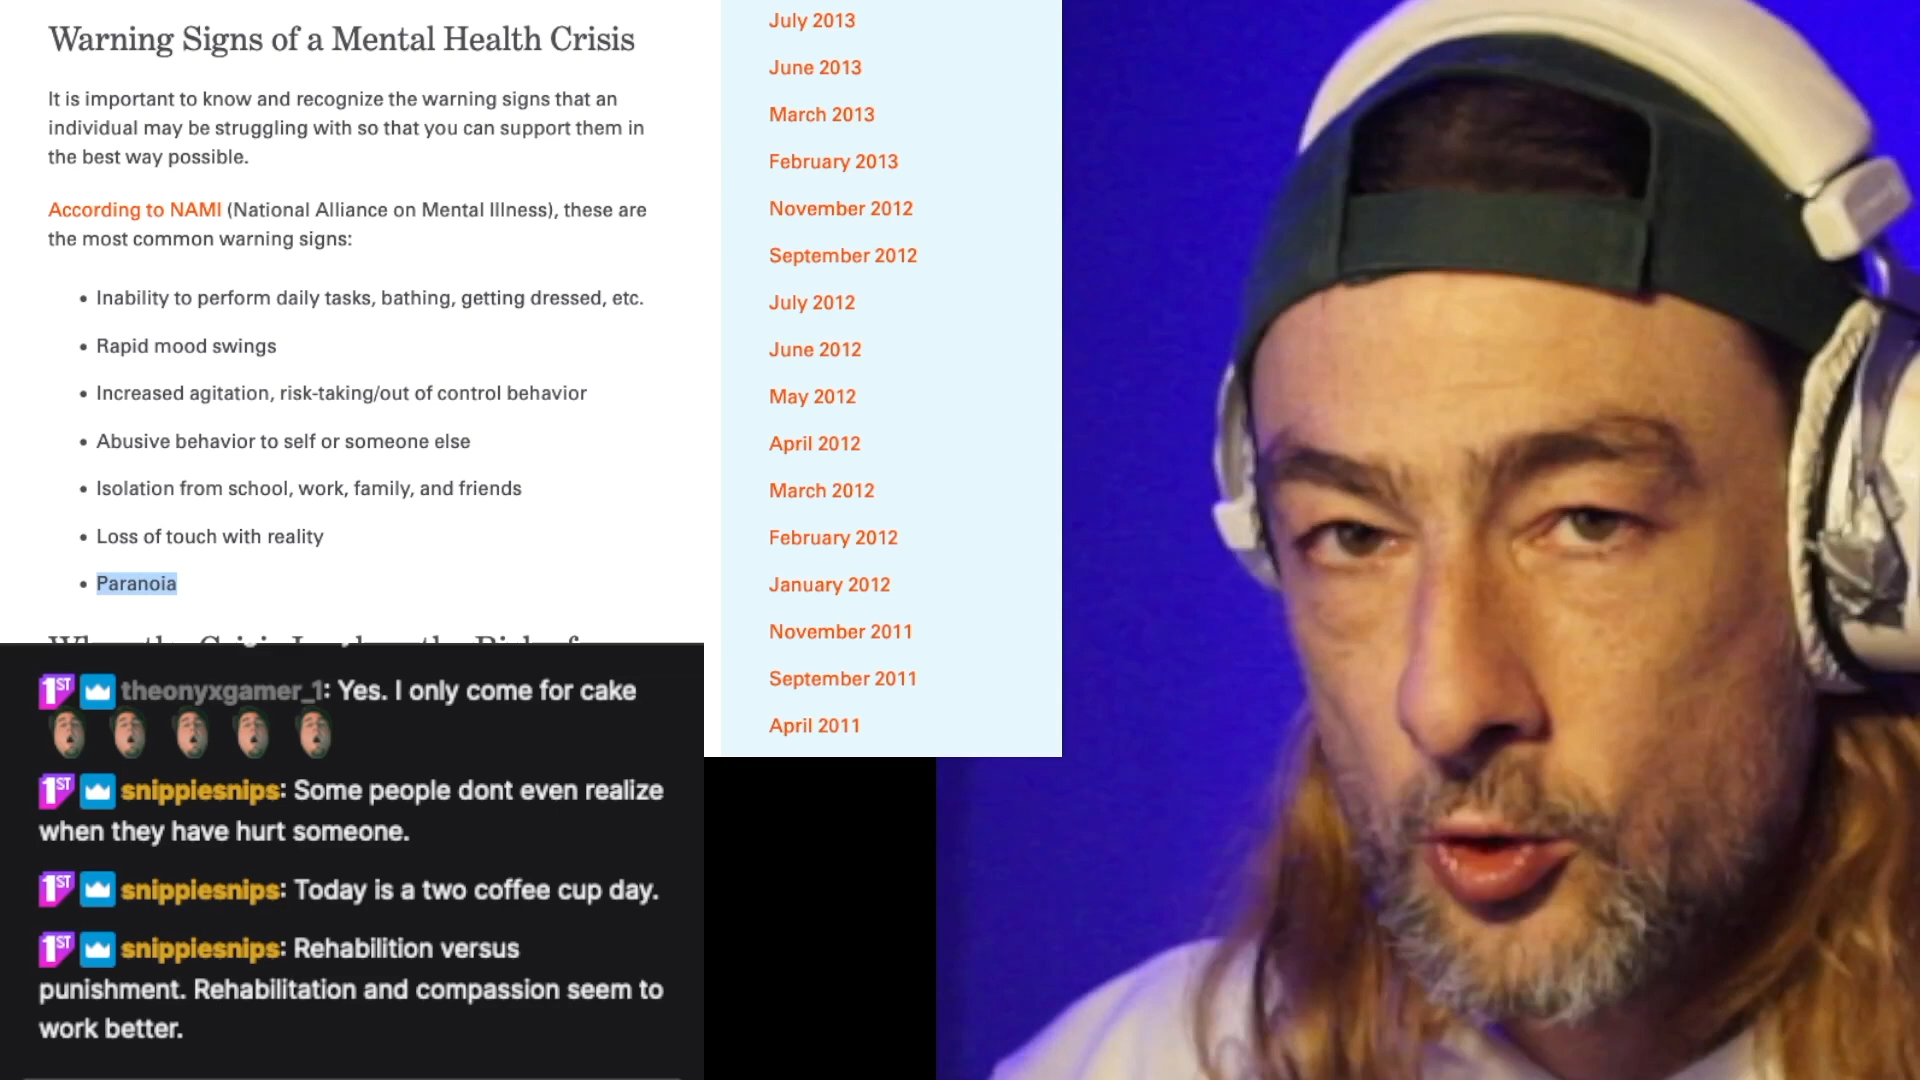 Warning Signs of a Mental Health Crisis
It is important to know and recognize the warning signs that an
individual may be struggling with so that you can support them in
the best way possible.
According to NAMI (National Alliance on Mental Illness), these are
the most common warning signs:
• Inability to perform daily tasks, bathing, getting dressed, etc.
• Rapid mood swings
• Increased agitation, risk-taking/out of control behavior
• Abusive behavior to self or someone else
• Isolation from school, work, family, and friends
• Loss of touch with reality
• Paranoia
July 2013
June 2013
March 2013
February 2013
November 2012
September 2012
July 2012
June 2012
May 2012
April 2012
March 2012
February 2012
January 2012
November 2011
September 2011
April 2011
1ST theonyxgamer_1: Yes. I only come for cake
1ST snippiesnips: Some people dont even realize
when they have hurt someone.
1ST snippiesnips: Today is a two coffee cup day.
1ST snippiesnips: Rehabilition versus
punishment. Rehabilitation and compassion seem to
work better.